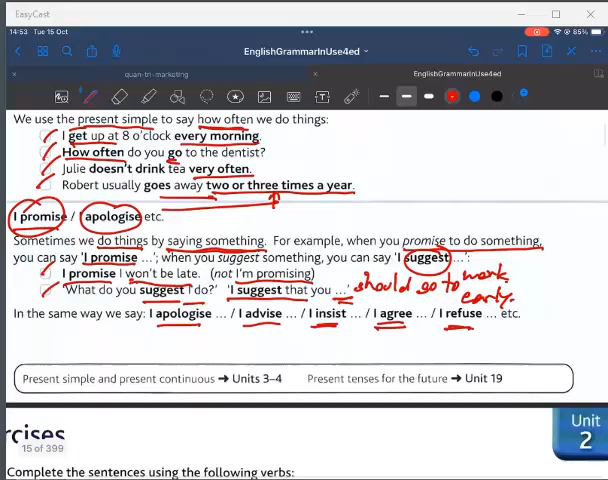 EasyCast
14:53 Tue 15 Oct
85%
EnglishGrammarInUse4ed
quan-tri-marketing
EnglishGrammarInUse4ed
We use the present simple to say how often we do things:
I get up at 8 o'clock every morning.
How often do you go to the dentist?
Julie doesn't drink tea very often.
Robert usually goes away two or three times a year.
I promise / I apologise etc.
Sometimes we do things by saying something. For example, when you promise to do something,
you can say 'I promise ...'; when you suggest something, you can say 'I suggest ...':
I promise I won't be late. (not I'm promising)
'What do you suggest I do?' 'I suggest that you ...' should go to work
early.
In the same way we say: I apologise ... / I advise ... / I insist ... / I agree ... / I refuse ... etc.
Present simple and present continuous → Units 3–4 Present tenses for the future → Unit 19
Unit
2
rcises
15 of 399
Complete the sentences using the following verbs: